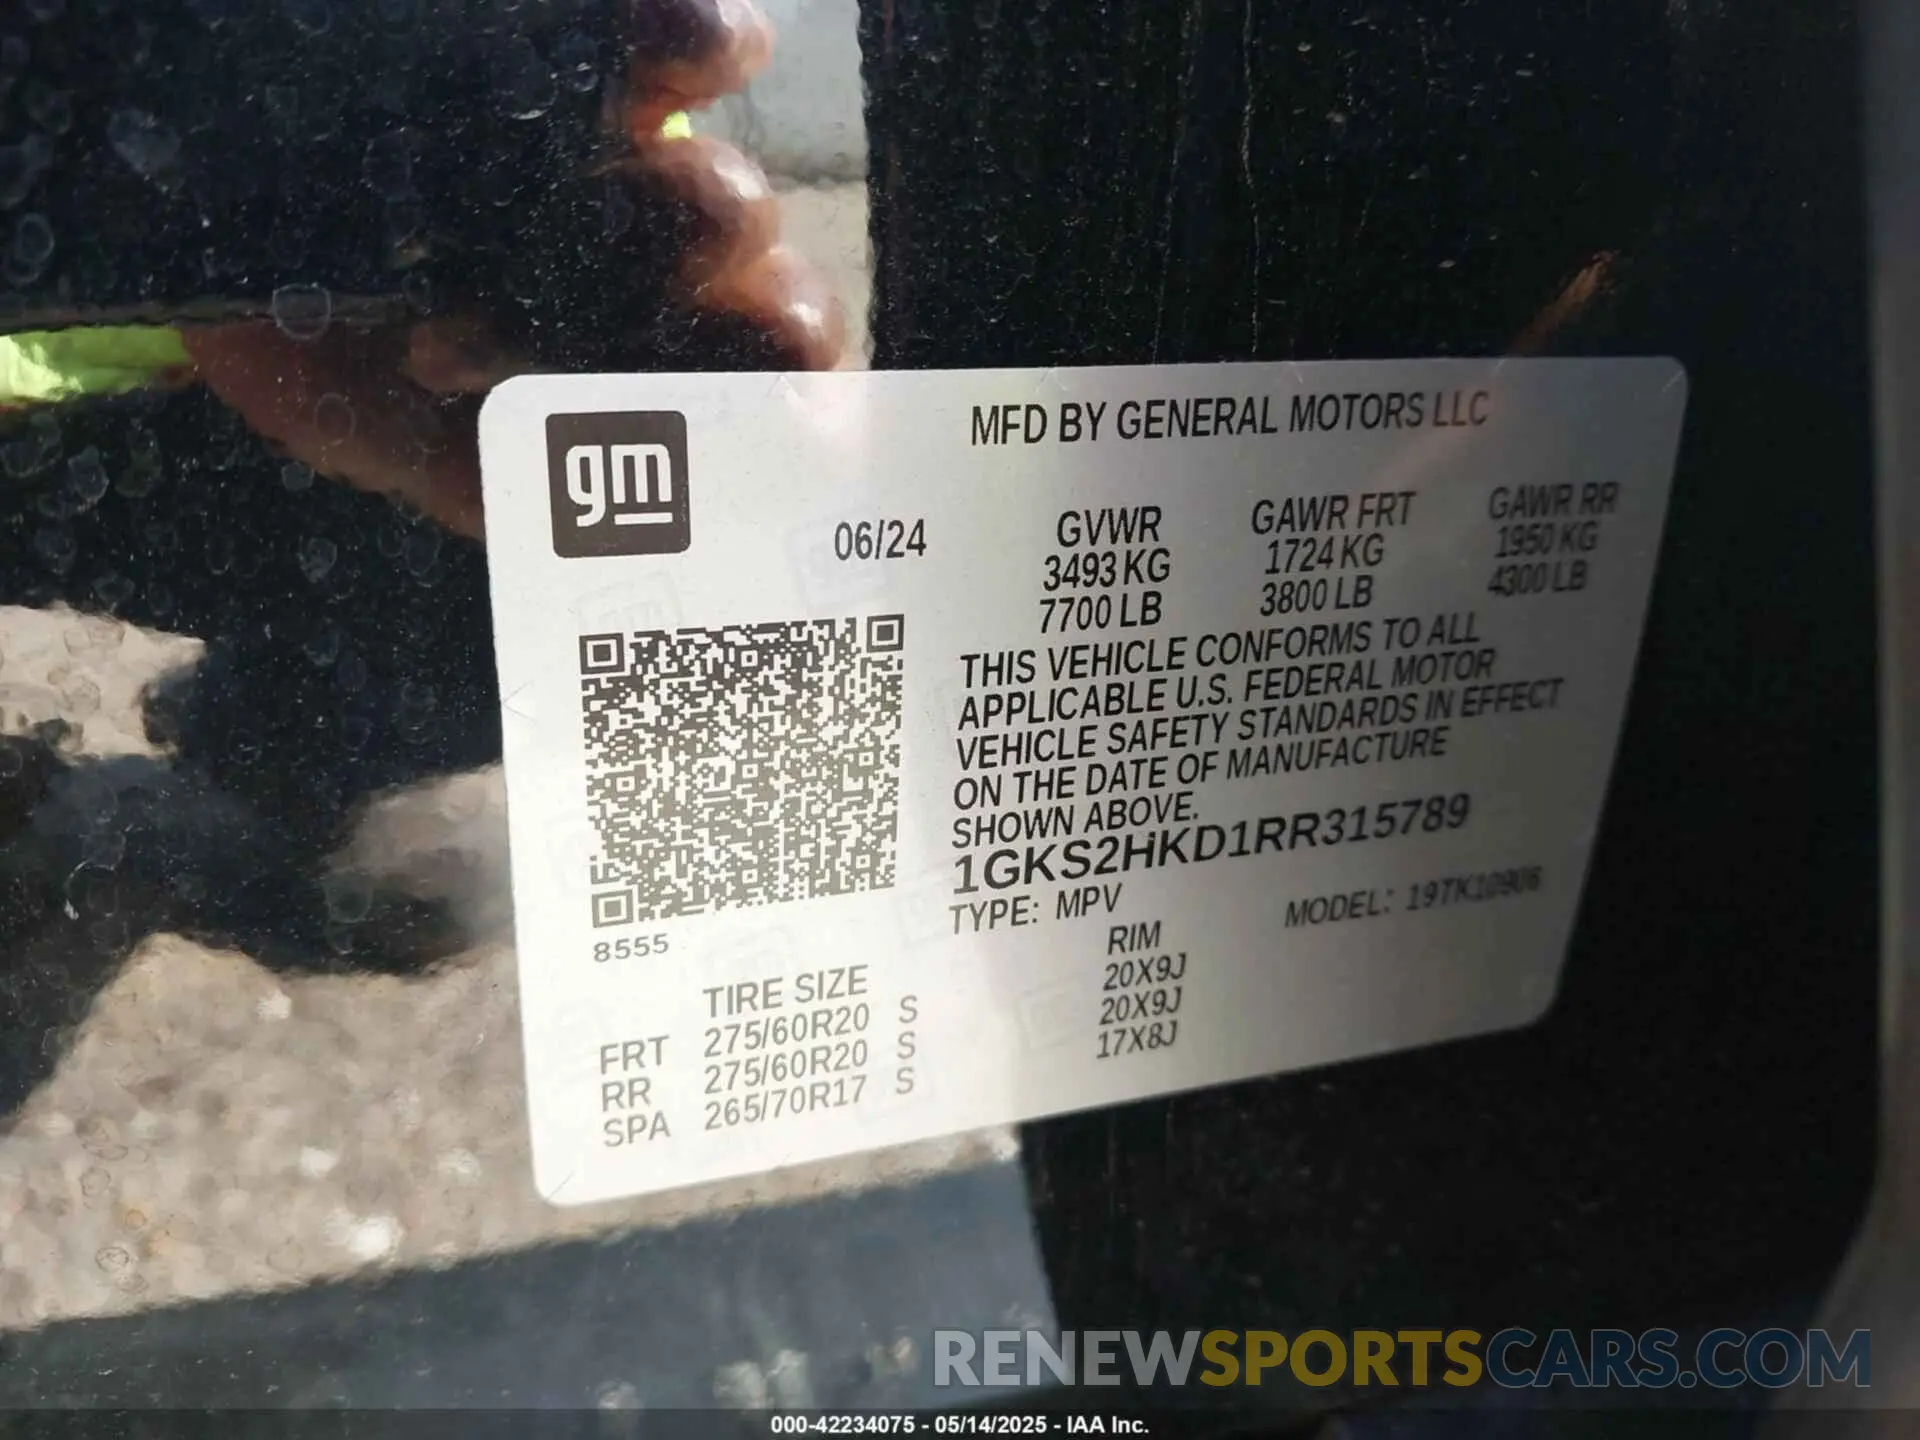 gm
MFD BY GENERAL MOTORS LLC
06/24
GVWR GAWR FRT GAWR RR
3493 KG 1724 KG 1950 KG
7700 LB 3800 LB 4300 LB
THIS VEHICLE CONFORMS TO ALL
APPLICABLE U.S. FEDERAL MOTOR
VEHICLE SAFETY STANDARDS IN EFFECT
ON THE DATE OF MANUFACTURE
SHOWN ABOVE.
1GKS2HKD1RR315789
TYPE: MPV MODEL: 19TK10906
8555
TIRE SIZE RIM
FRT 275/60R20 S 20X9J
RR 275/60R20 S 20X9J
SPA 265/70R17 S 17X8J
RENEWSPORTSCARS.COM
000-42234075 - 05/14/2025 - IAA Inc.